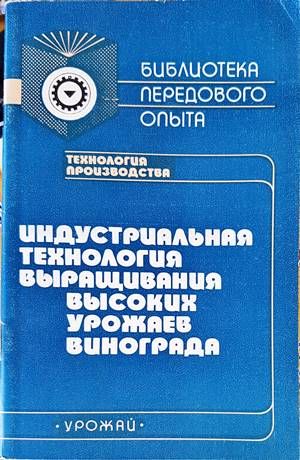 БИБЛИОТЕКА
ПЕРЕДОВОГО
ОПЫТА
ТЕХНОЛОГИЯ
ПРОИЗВОДСТВА
ИНДУСТРИАЛЬНАЯ
ТЕХНОЛОГИЯ
ВЫРАЩИВАНИЯ
ВЫСОКИХ
УРОЖАЕВ
ВИНОГРАДА
· УРОЖАЙ ·